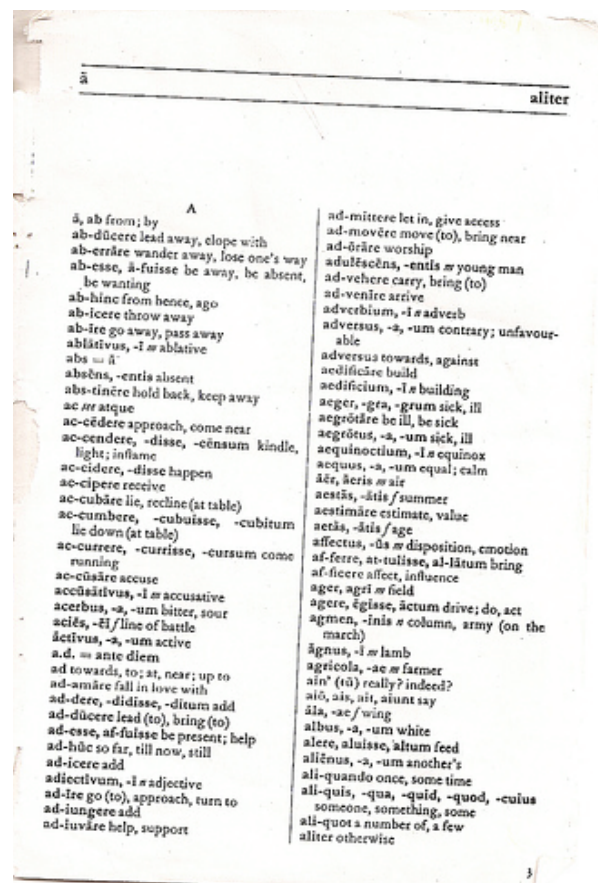 ā
aliter
A
ā, ab from; by
ab-dūcere lead away, elope with
ab-errāre wander away, lose one's way
ab-esse, ā-fuisse be away, be absent,
be wanting
ab-hinc from hence, ago
ab-icere throw away
ab-īre go away, pass away
ablātīvus, -ī m ablative
abs = ā
absēns, -entis absent
abs-tinēre hold back, keep away
ac see atque
ac-cēdere approach, come near
ac-cendere, -disse, -cēnsum kindle,
light; inflame
ac-cidere, -disse happen
ac-cipere receive
ac-cubāre lie, recline (at table)
ac-cumbere, -cubuisse, -cubitum
lie down (at table)
ac-currere, -currisse, -cursum come
running
ac-cūsāre accuse
accūsātīvus, -ī m accusative
acerbus, -a, -um bitter, sour
aciēs, -ēī f line of battle
āctīvus, -a, -um active
a.d. = ante diem
ad towards, to; at, near; up to
ad-amāre fall in love with
ad-dere, -didisse, -ditum add
ad-dūcere lead (to), bring (to)
ad-esse, af-fuisse be present; help
ad-hūc so far, till now, still
ad-icere add
adiectīvum, -ī n adjective
ad-īre go (to), approach, turn to
ad-iungere add
ad-iuvāre help, support
ad-mittere let in, give access
ad-movēre move (to), bring near
ad-ōrāre worship
adulēscēns, -entis m young man
ad-vehere carry, bring (to)
ad-venīre arrive
adverbium, -ī n adverb
adversus, -a, -um contrary; unfavour-
able
adversus towards, against
aedificāre build
aedificium, -ī n building
aeger, -gra, -grum sick, ill
aegrōtāre be ill, be sick
aegrōtus, -a, -um sick, ill
aequinoctium, -ī n equinox
aequus, -a, -um equal; calm
āēr, āeris m air
aestās, -ātis f summer
aestimāre estimate, value
aetās, -ātis f age
affectus, -ūs m disposition, emotion
af-ferre, at-tulisse, al-lātum bring
af-ficere affect, influence
ager, agrī m field
agere, ēgisse, āctum drive; do, act
agmen, -inis n column, army (on the
march)
āgnus, -ī m lamb
agricola, -ae m farmer
ain' (tū) really? indeed?
aiō, ais, ait, aiunt say
āla, -ae f wing
albus, -a, -um white
alere, aluisse, altum feed
aliēnus, -a, -um another's
ali-quandō once, some time
ali-quis, -qua, -quid, -quod, -cuius
someone, something, some
ali-quot a number of, a few
aliter otherwise
3